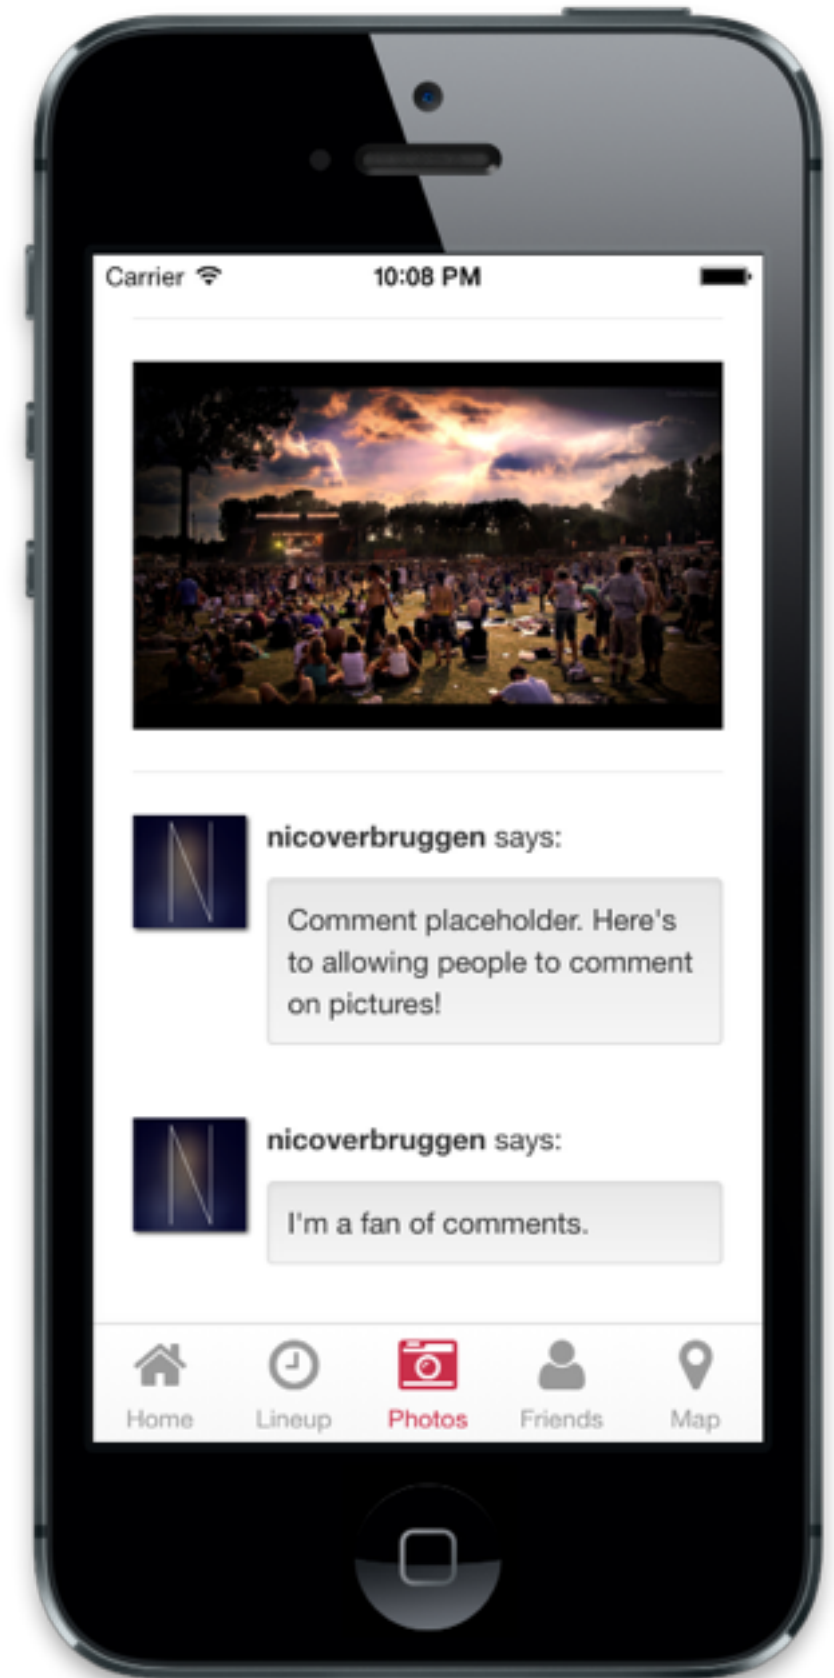 Carrier
10:08 PM
nicoverbruggen says:
Comment placeholder. Here's
to allowing people to comment
on pictures!
nicoverbruggen says:
I'm a fan of comments.
Home
Lineup
Photos
Friends
Map